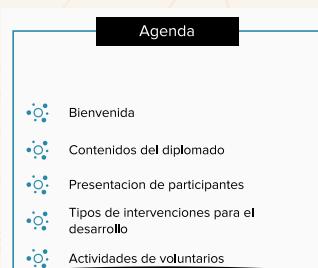 Agenda
Bienvenida
Contenidos del diplomado
Presentacion de participantes
Tipos de intervenciones para el
desarrollo
Actividades de voluntarios